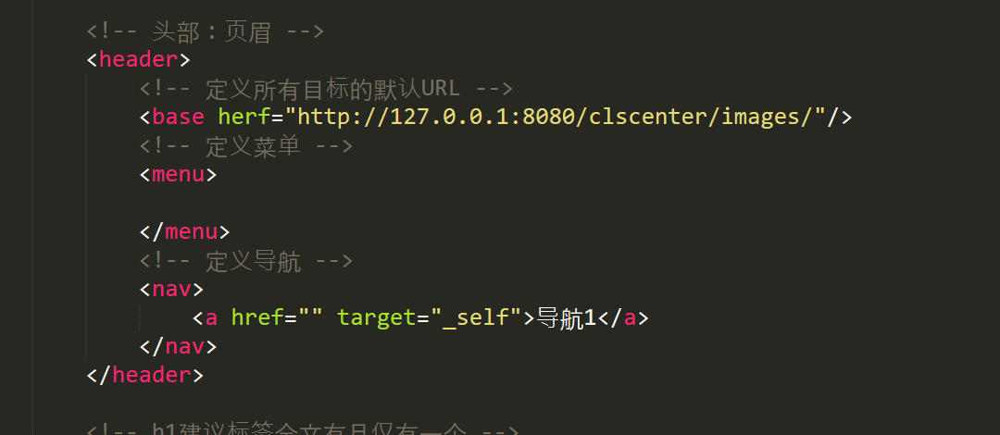 <!-- 头部：页眉 -->
<header>
<!-- 定义所有目标的默认URL -->
<base herf="http://127.0.0.1:8080/clscenter/images/"/>
<!-- 定义菜单 -->
<menu>
</menu>
<!-- 定义导航 -->
<nav>
<a href="" target="_self">导航1</a>
</nav>
</header>
<!-- h1建议标签全文有且仅有一个 -->